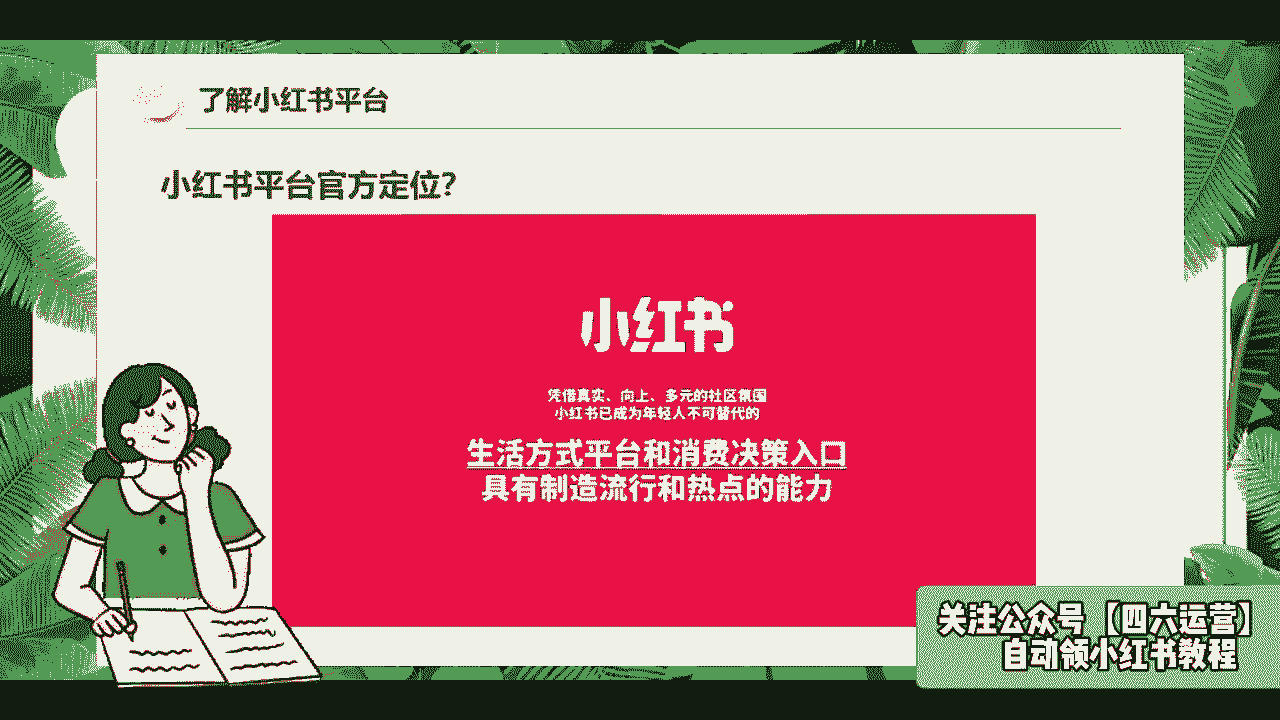 了解小红书平台
小红书平台官方定位?
小红书
凭借真实、向上、多元的社区氛围
小红书已成为年轻人不可替代的
生活方式平台和消费决策入口
具有制造流行和热点的能力
关注公众号【四六运营】
自动领小红书教程